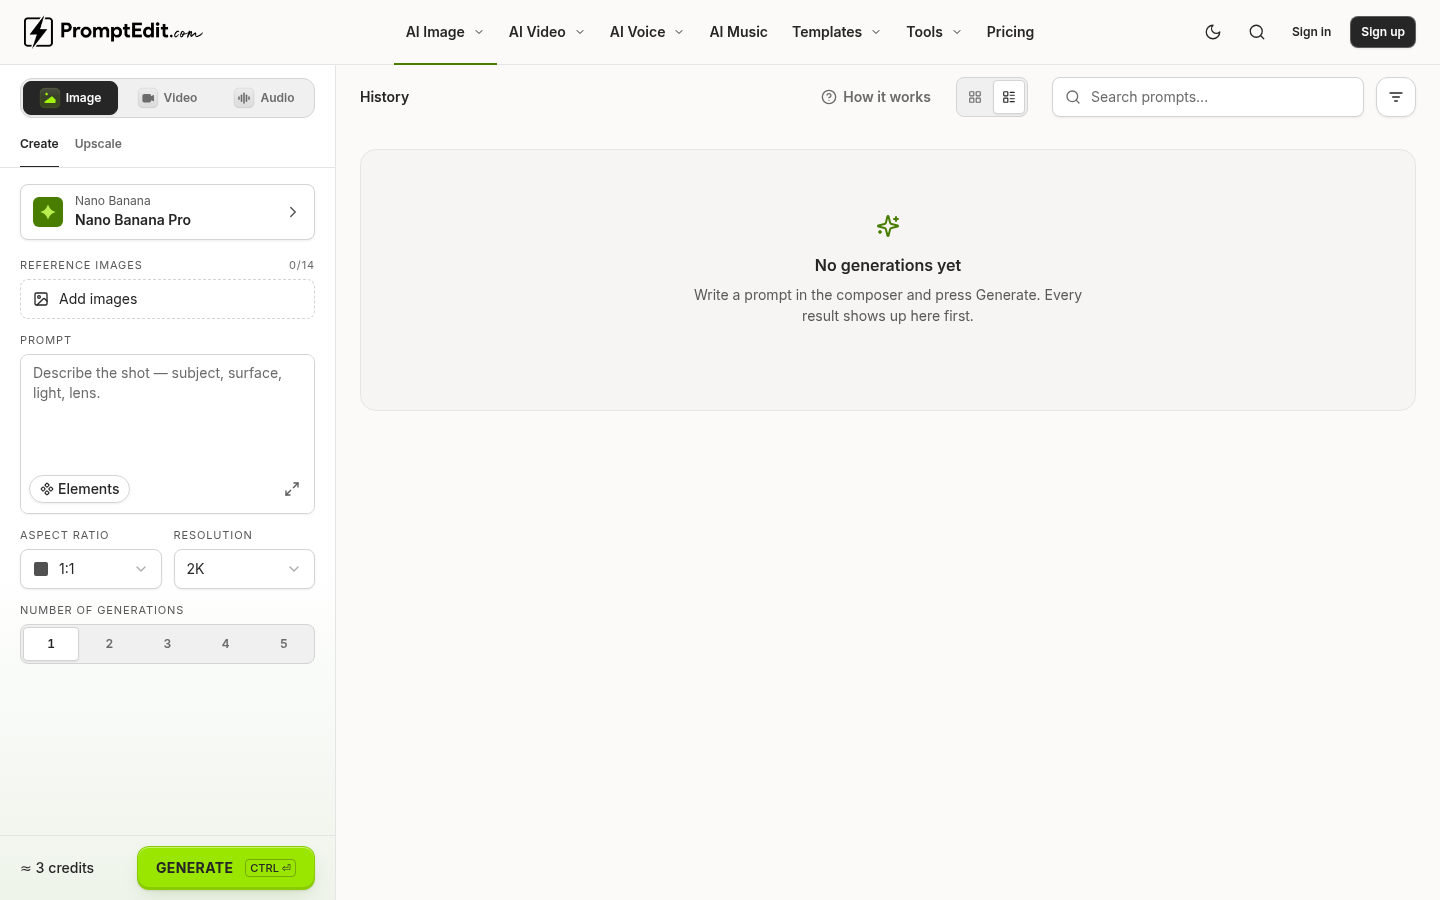 PromptEdit.com
AI Image
AI Video
AI Voice
AI Music
Templates
Tools
Pricing
Sign in
Sign up
Image
Video
Audio
Create
Upscale
Nano Banana
Nano Banana Pro
REFERENCE IMAGES
0/14
Add images
PROMPT
Describe the shot — subject, surface,
light, lens.
Elements
ASPECT RATIO
RESOLUTION
1:1
2K
NUMBER OF GENERATIONS
1
2
3
4
5
≈ 3 credits
GENERATE
CTRL ⏎
History
How it works
Search prompts...
No generations yet
Write a prompt in the composer and press Generate. Every
result shows up here first.